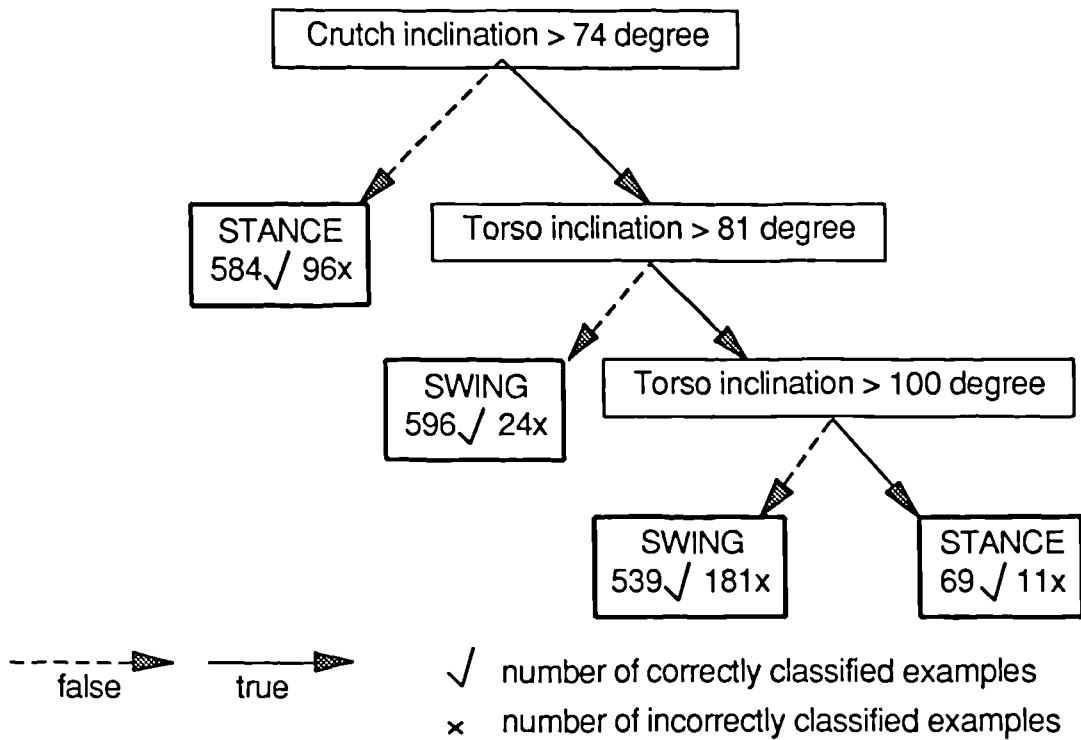 Crutch inclination > 74 degree
STANCE
584√ 96x
Torso inclination > 81 degree
SWING
596√ 24x
Torso inclination > 100 degree
SWING
539√ 181x
STANCE
69√ 11x
false
true
√ number of correctly classified examples
x number of incorrectly classified examples